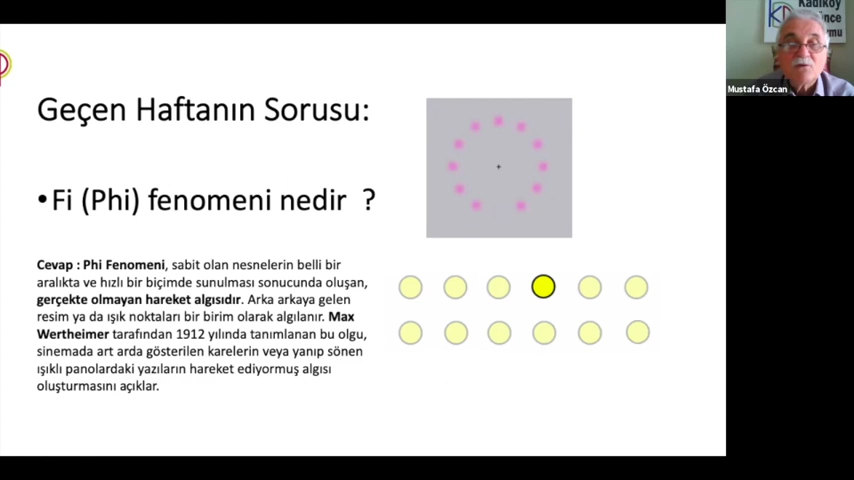 Geçen Haftanın Sorusu:
•Fi (Phi) fenomeni nedir ?
Cevap : Phi Fenomeni, sabit olan nesnelerin belli bir
aralıkta ve hızlı bir biçimde sunulması sonucunda oluşan,
gerçekte olmayan hareket algısıdır. Arka arkaya gelen
resim ya da ışık noktaları bir birim olarak algılanır. Max
Wertheimer tarafından 1912 yılında tanımlanan bu olgu,
sinemada art arda gösterilen karelerin veya yanıp sönen
ışıklı panolardaki yazıların hareket ediyormuş algısı
oluşturmasını açıklar.
Kadıköy
Mustafa Özcan